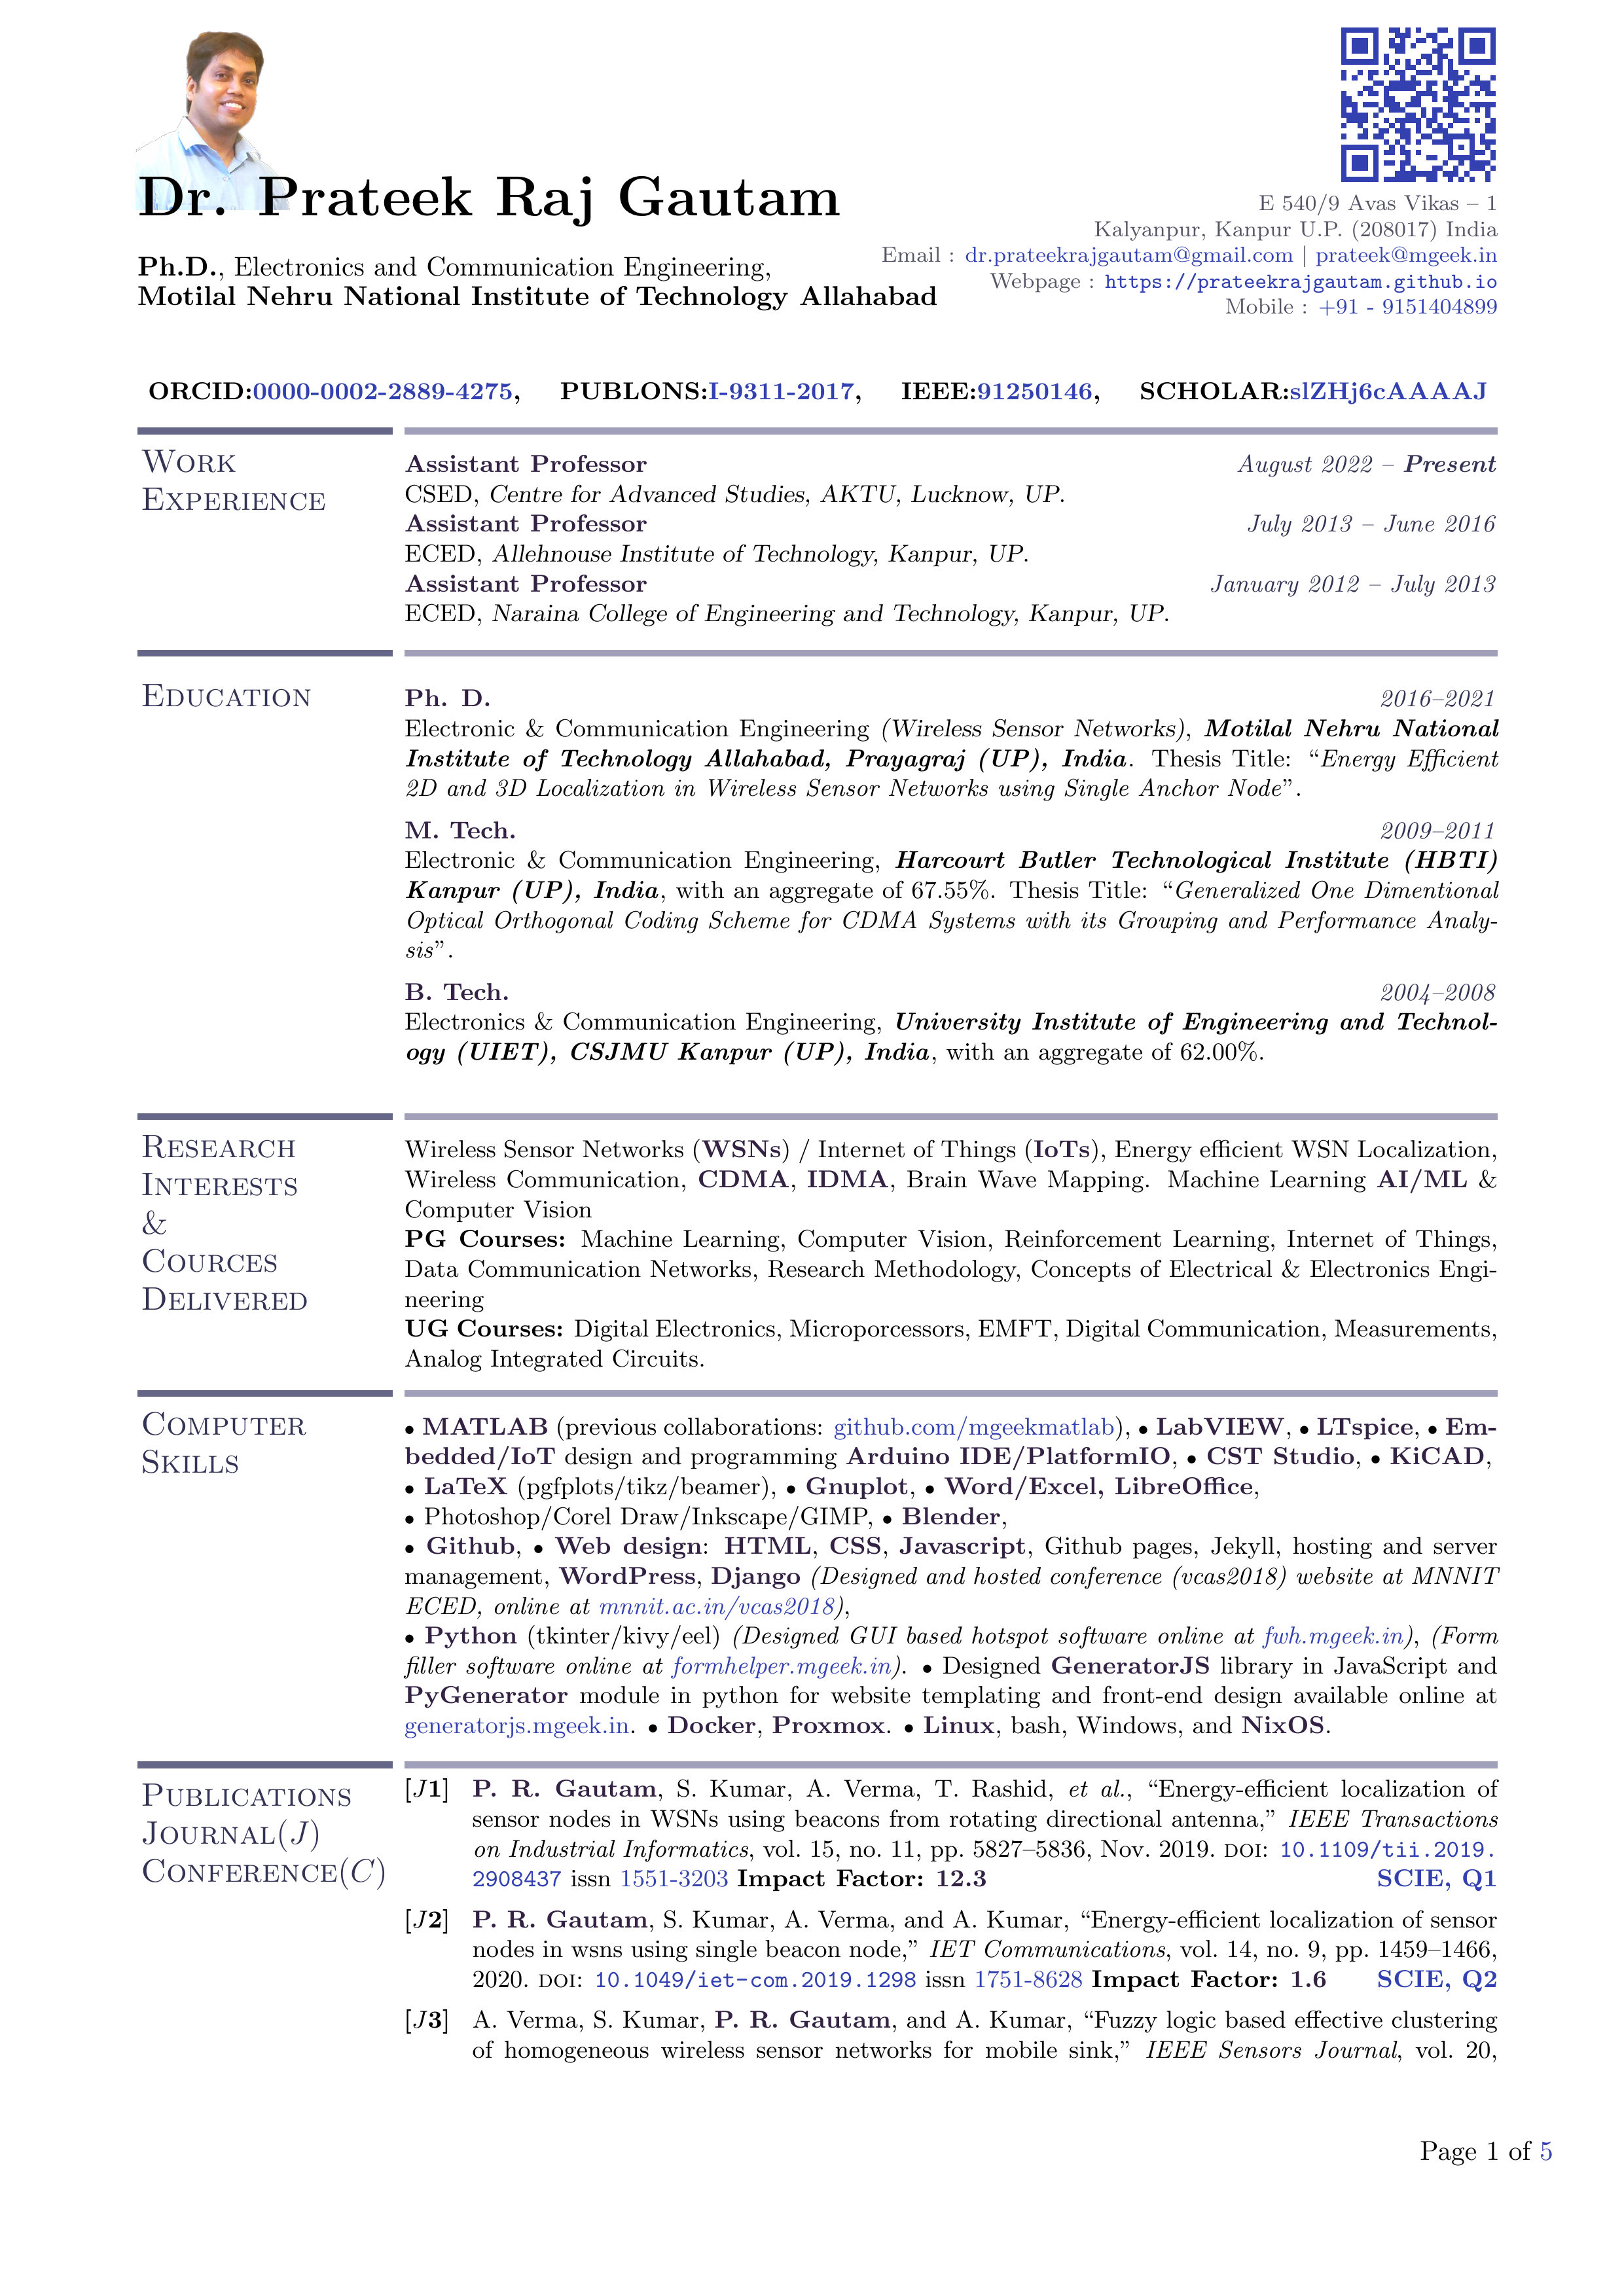 Dr. Prateek Raj Gautam
Ph.D., Electronics and Communication Engineering,
Motilal Nehru National Institute of Technology Allahabad
E 540/9 Avas Vikas – 1
Kalyanpur, Kanpur U.P. (208017) India
Email : dr.prateekrajgautam@gmail.com | prateek@mgeek.in
Webpage : https://prateekrajgautam.github.io
Mobile : +91 - 9151404899
ORCID:0000-0002-2889-4275, PUBLONS:I-9311-2017, IEEE:91250146, SCHOLAR:slZHj6cAAAAJ
Work
Experience
Assistant Professor August 2022 – Present
CSED, Centre for Advanced Studies, AKTU, Lucknow, UP.
Assistant Professor July 2013 – June 2016
ECED, Allehnouse Institute of Technology, Kanpur, UP.
Assistant Professor January 2012 – July 2013
ECED, Naraina College of Engineering and Technology, Kanpur, UP.
Education
Ph. D. 2016–2021
Electronic & Communication Engineering (Wireless Sensor Networks), Motilal Nehru National
Institute of Technology Allahabad, Prayagraj (UP), India. Thesis Title: “Energy Efficient
2D and 3D Localization in Wireless Sensor Networks using Single Anchor Node”.
M. Tech. 2009–2011
Electronic & Communication Engineering, Harcourt Butler Technological Institute (HBTI)
Kanpur (UP), India, with an aggregate of 67.55%. Thesis Title: “Generalized One Dimentional
Optical Orthogonal Coding Scheme for CDMA Systems with its Grouping and Performance Analy-
sis”.
B. Tech. 2004–2008
Electronics & Communication Engineering, University Institute of Engineering and Technol-
ogy (UIET), CSJMU Kanpur (UP), India, with an aggregate of 62.00%.
Research
Interests
&
Cources
Delivered
Wireless Sensor Networks (WSNs) / Internet of Things (IoTs), Energy efficient WSN Localization,
Wireless Communication, CDMA, IDMA, Brain Wave Mapping. Machine Learning AI/ML &
Computer Vision
PG Courses: Machine Learning, Computer Vision, Reinforcement Learning, Internet of Things,
Data Communication Networks, Research Methodology, Concepts of Electrical & Electronics Engi-
neering
UG Courses: Digital Electronics, Microporcessors, EMFT, Digital Communication, Measurements,
Analog Integrated Circuits.
Computer
Skills
• MATLAB (previous collaborations: github.com/mgeekmatlab), • LabVIEW, • LTspice, • Em-
bedded/IoT design and programming Arduino IDE/PlatformIO, • CST Studio, • KiCAD,
• LaTeX (pgfplots/tikz/beamer), • Gnuplot, • Word/Excel, LibreOffice,
• Photoshop/Corel Draw/Inkscape/GIMP, • Blender,
• Github, • Web design: HTML, CSS, Javascript, Github pages, Jekyll, hosting and server
management, WordPress, Django (Designed and hosted conference (vcas2018) website at MNNIT
ECED, online at mnnit.ac.in/vcas2018),
• Python (tkinter/kivy/eel) (Designed GUI based hotspot software online at fwh.mgeek.in), (Form
filler software online at formhelper.mgeek.in). • Designed GeneratorJS library in JavaScript and
PyGenerator module in python for website templating and front-end design available online at
generatorjs.mgeek.in. • Docker, Proxmox. • Linux, bash, Windows, and NixOS.
Publications
Journal(J)
Conference(C)
[J1] P. R. Gautam, S. Kumar, A. Verma, T. Rashid, et al., “Energy-efficient localization of
sensor nodes in WSNs using beacons from rotating directional antenna,” IEEE Transactions
on Industrial Informatics, vol. 15, no. 11, pp. 5827–5836, Nov. 2019. DOI: 10.1109/tii.2019.
2908437 issn 1551-3203 Impact Factor: 12.3 SCIE, Q1
[J2] P. R. Gautam, S. Kumar, A. Verma, and A. Kumar, “Energy-efficient localization of sensor
nodes in wsns using single beacon node,” IET Communications, vol. 14, no. 9, pp. 1459–1466,
2020. DOI: 10.1049/iet-com.2019.1298 issn 1751-8628 Impact Factor: 1.6 SCIE, Q2
[J3] A. Verma, S. Kumar, P. R. Gautam, and A. Kumar, “Fuzzy logic based effective clustering
of homogeneous wireless sensor networks for mobile sink,” IEEE Sensors Journal, vol. 20,
Page 1 of 5